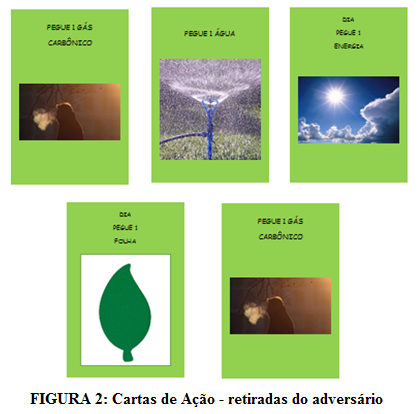 PEGUE 1 GÁS
CARBÔNICO
PEGUE 1 ÁGUA
DIA
PEGUE 1
ENERGIA
DIA
PEGUE 1
FOLHA
PEGUE 1 GÁS
CARBÔNICO
FIGURA 2: Cartas de Ação - retiradas do adversário